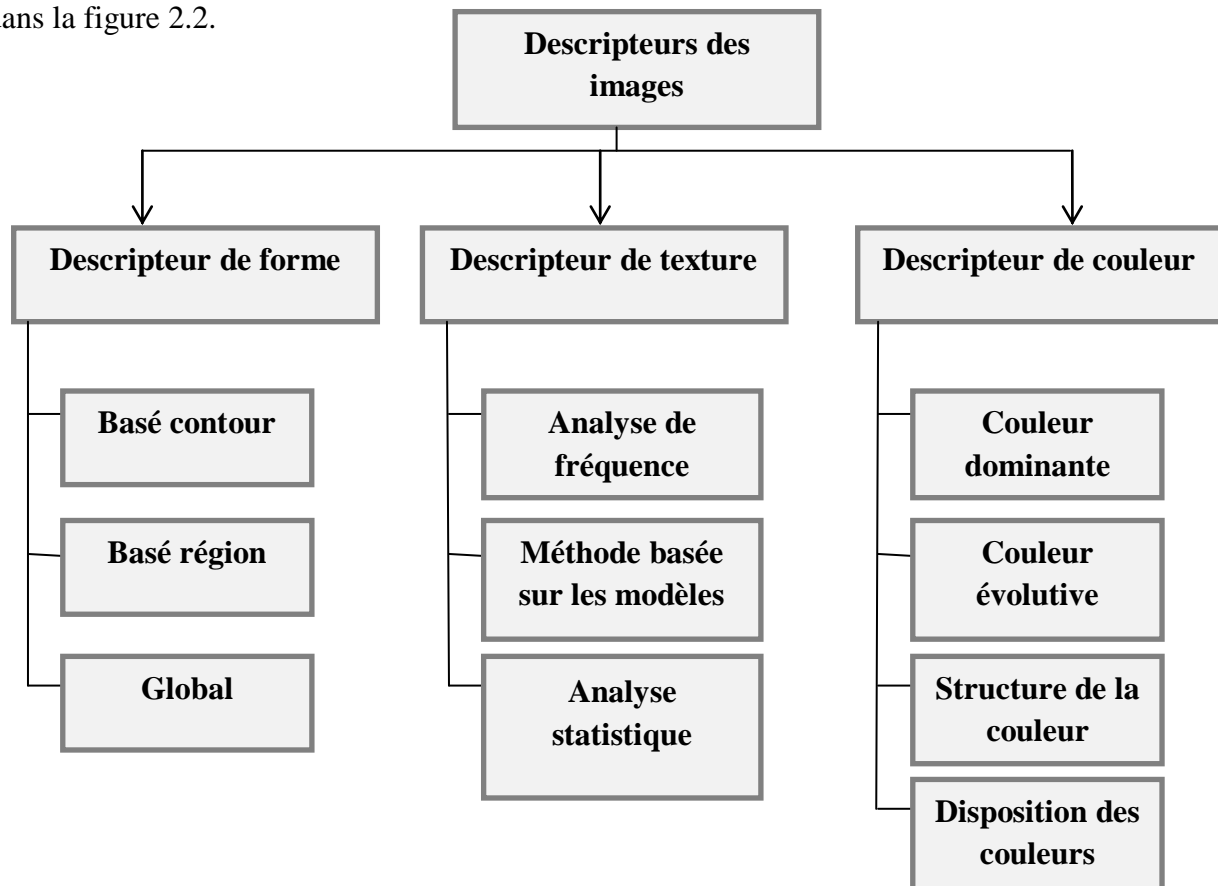 dans la figure 2.2.
Descripteurs des
images
Descripteur de forme
Descripteur de texture
Descripteur de couleur
Basé contour
Basé région
Global
Analyse de
fréquence
Méthode basée
sur les modèles
Analyse
statistique
Couleur
dominante
Couleur
évolutive
Structure de la
couleur
Disposition des
couleurs